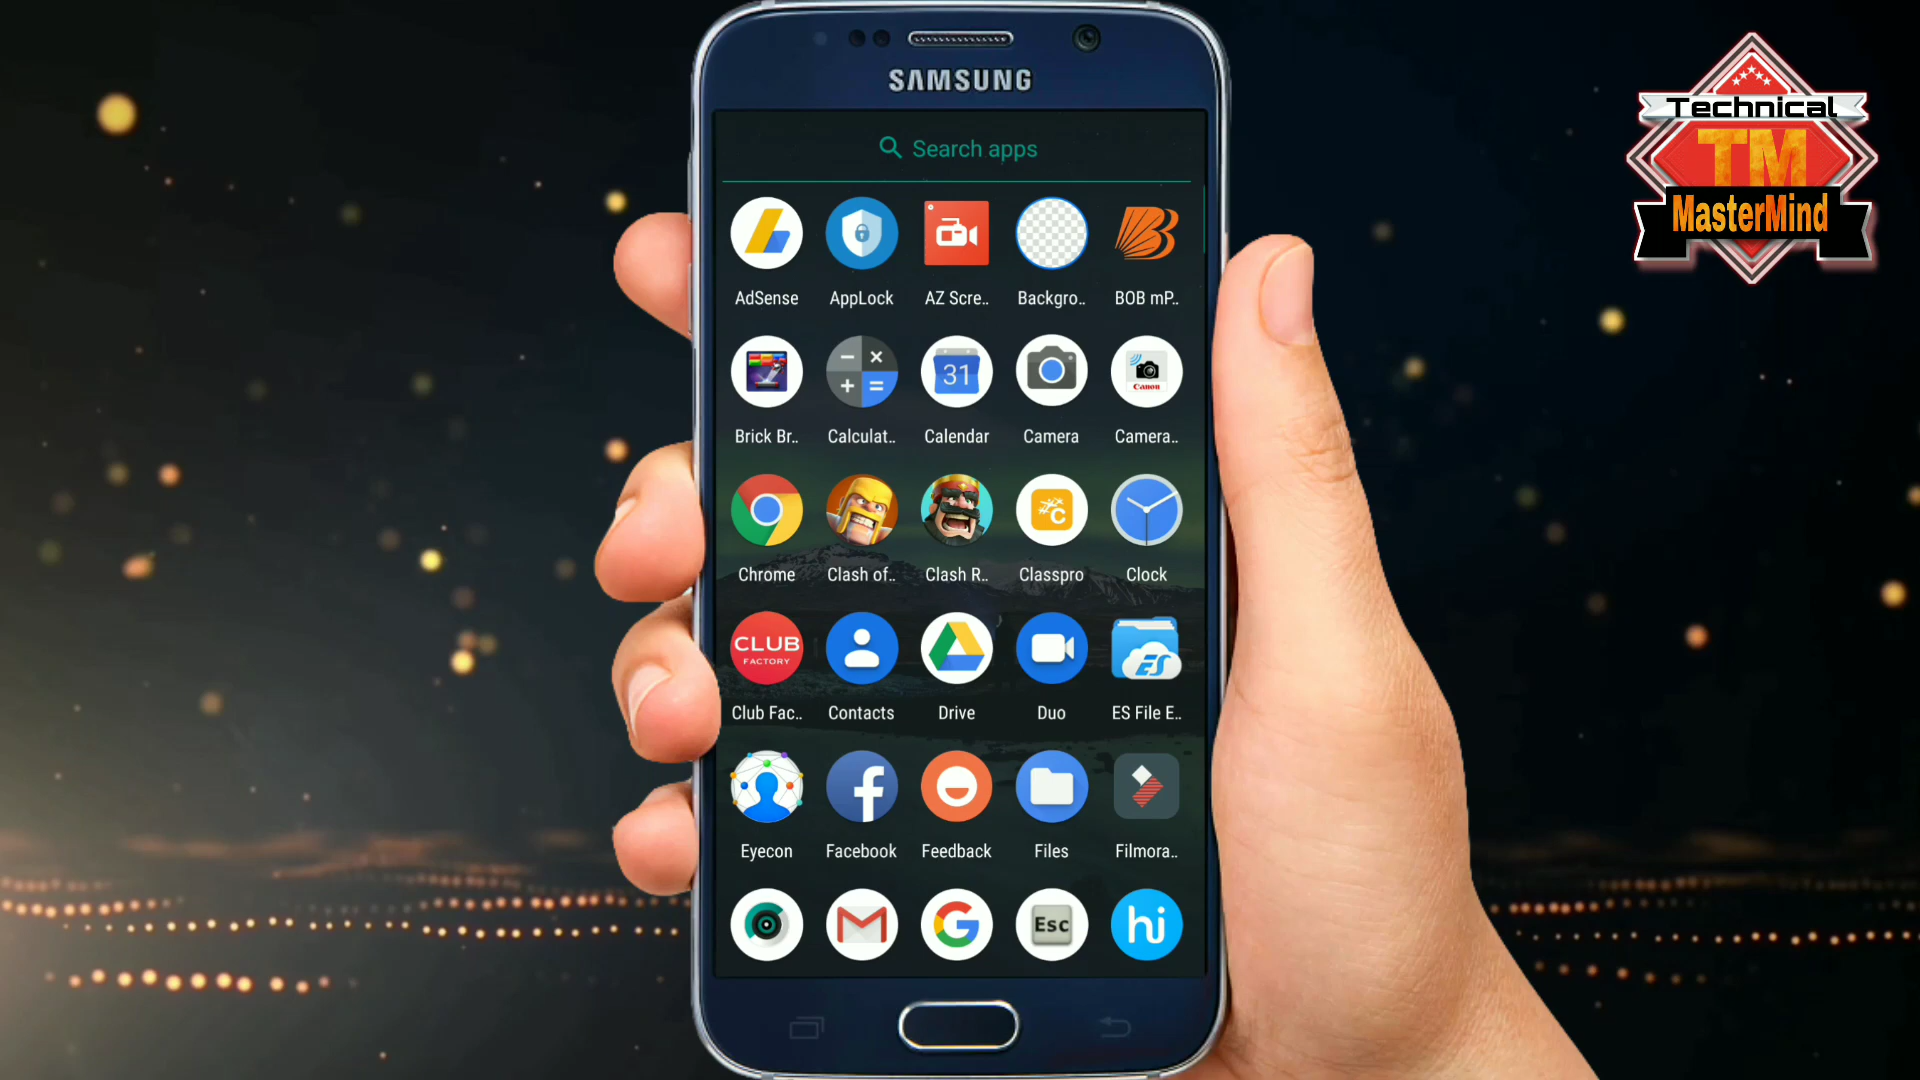 SAMSUNG
Technical
TM
MasterMind
Search apps
AdSense
AppLock
AZ Scre..
Backgro..
BOB mP..
Canon
Brick Br..
Calculat..
31
Calendar
Camera
Camera..
Chrome
Clash of..
Clash R..
C
Classpro
Clock
CLUB
FACTORY
ES
Club Fac..
Contacts
Drive
Duo
ES File E..
f
Eyecon
Facebook
Feedback
Files
Filmora..
M
G
Esc
hi